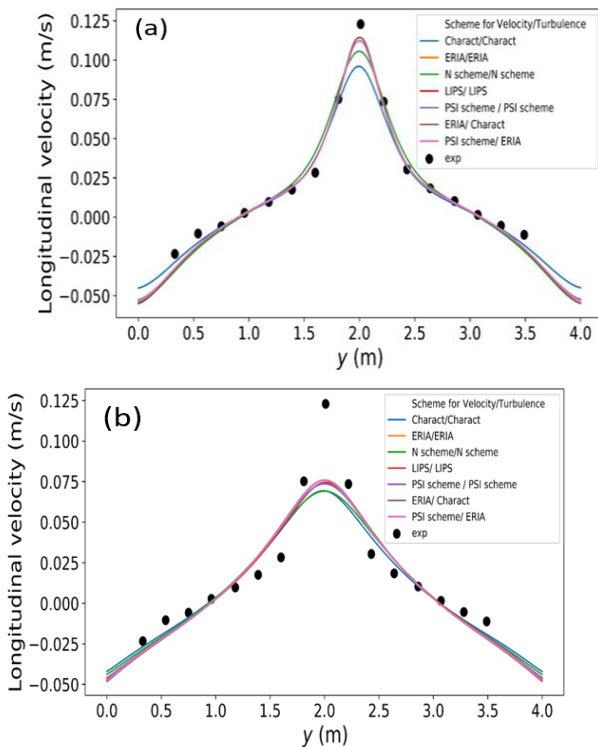 (a)
Longitudinal velocity (m/s)
0.125
0.100
0.075
0.050
0.025
0.000
−0.025
−0.050
Scheme for Velocity/Turbulence
Charact/Charact
ERIA/ERIA
N scheme/N scheme
LIPS/ LIPS
PSI scheme / PSI scheme
ERIA/ Charact
PSI scheme/ ERIA
exp
0.0 0.5 1.0 1.5 2.0 2.5 3.0 3.5 4.0
y (m)
(b)
Longitudinal velocity (m/s)
0.125
0.100
0.075
0.050
0.025
0.000
−0.025
−0.050
Scheme for Velocity/Turbulence
Charact/Charact
ERIA/ERIA
N scheme/N scheme
LIPS/ LIPS
PSI scheme / PSI scheme
ERIA/ Charact
PSI scheme/ ERIA
exp
0.0 0.5 1.0 1.5 2.0 2.5 3.0 3.5 4.0
y (m)